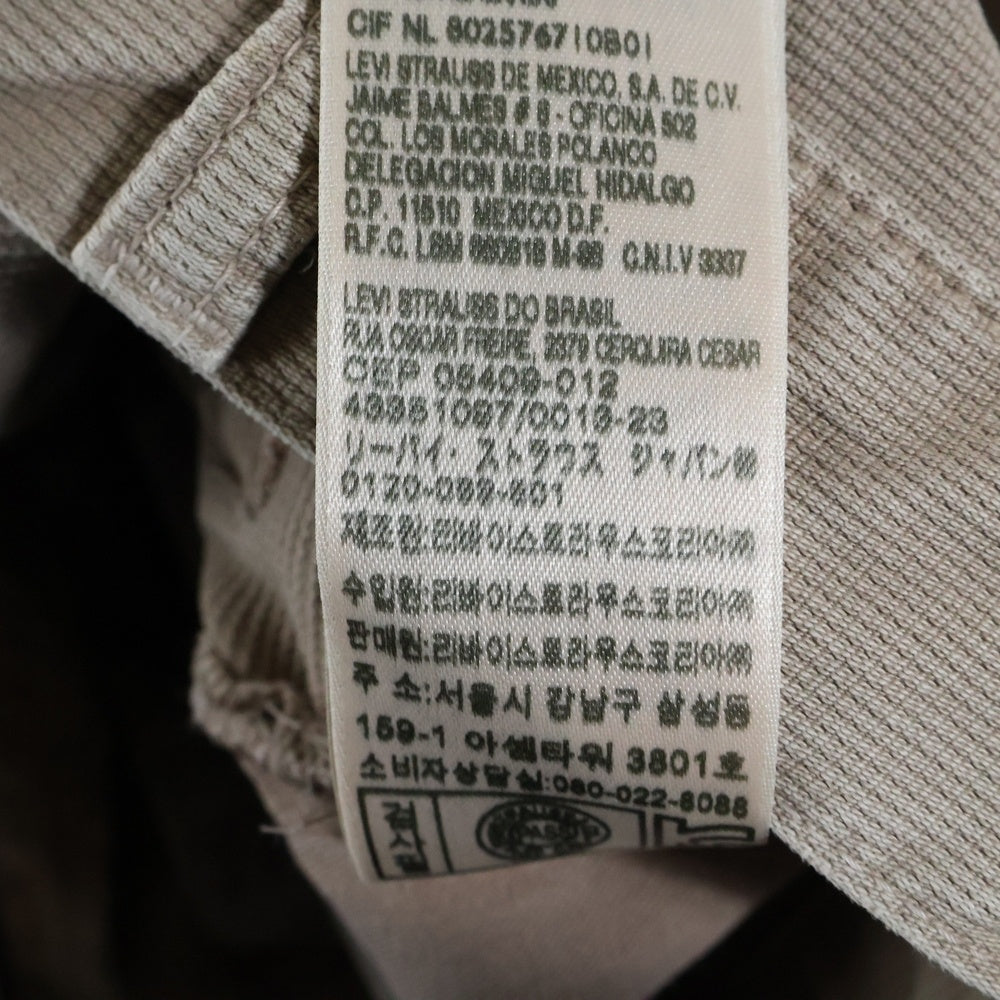 CIF NL 802576710B01
LEVI STRAUSS DE MEXICO, S.A. DE C.V.
JAIME BALMES # 8 - OFICINA 502
COL. LOS MORALES POLANCO
DELEGACION MIGUEL HIDALGO
C.P. 11510 MEXICO D.F.
R.F.C. LSM C.N.I.V 3337
LEVI STRAUSS DO BRASIL
RUA OSCAR FREIRE, 2379 CERQUIRA CESAR
CEP 05409-012
49351097/0019-23
リーバイ・ストラウス ジャパン㈱
0120-099-501
제조원:리바이스트라우스코리아㈜
수입원:리바이스트라우스코리아㈜
판매원:리바이스트라우스코리아㈜
주 소:서울시 강남구 삼성동
159-1 아셈타워 3801호
소비자상담실:080-022-8088